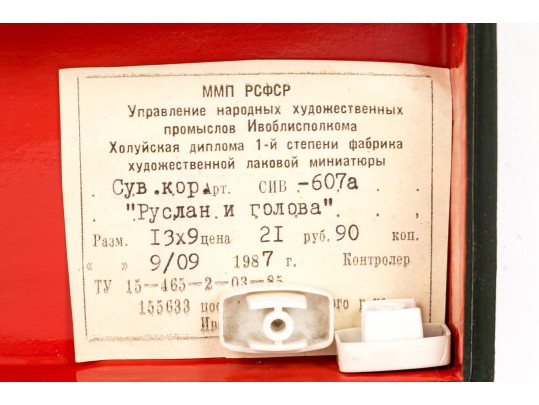 ММП РСФСР
Управление народных художественных
промыслов Ивоблисполкома
Холуйская диплома 1-й степени фабрика
художественной лаковой миниатюры
Сув.кор. Арт. СИВ -607а
"Руслан и голова"
Разм. 13х9 цена 21 руб. 90 коп.
« » 9/09 1987 г. Контролер
ТУ 15-465-2-03-85
155633